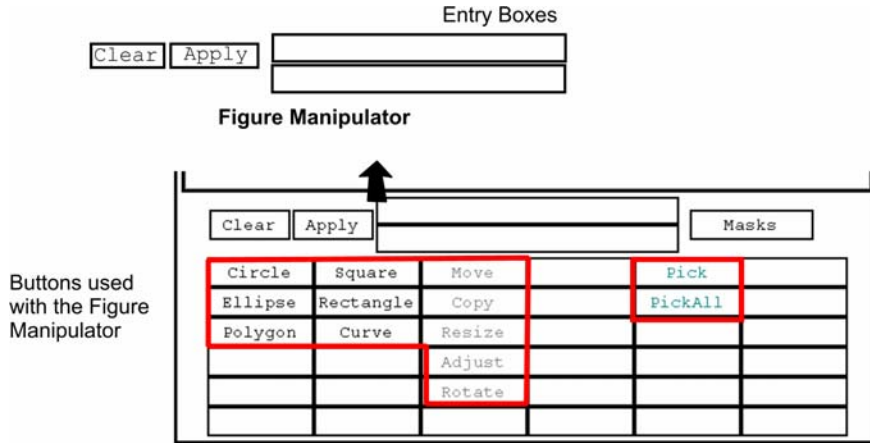 Entry Boxes
Clear Apply
Figure Manipulator
Clear Apply Masks
Circle Square Move Pick
Ellipse Rectangle Copy PickAll
Polygon Curve Resize
Adjust
Rotate
Buttons used
with the Figure
Manipulator